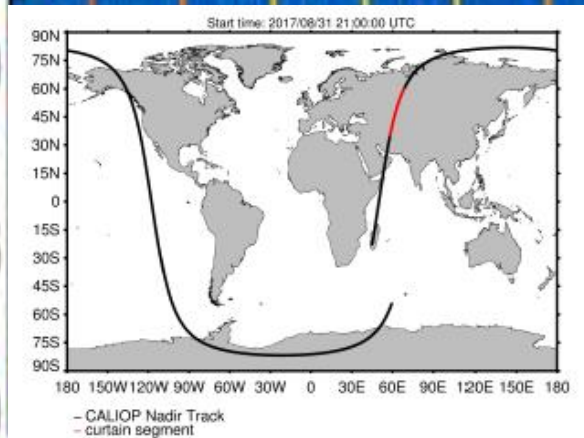 Start time: 2017/08/31 21:00:00 UTC
90N
75N
60N
45N
30N
15N
0
15S
30S
45S
60S
75S
90S
180 150W 120W 90W 60W 30W 0 30E 60E 90E 120E 150E 180
– CALIOP Nadir Track
– curtain segment